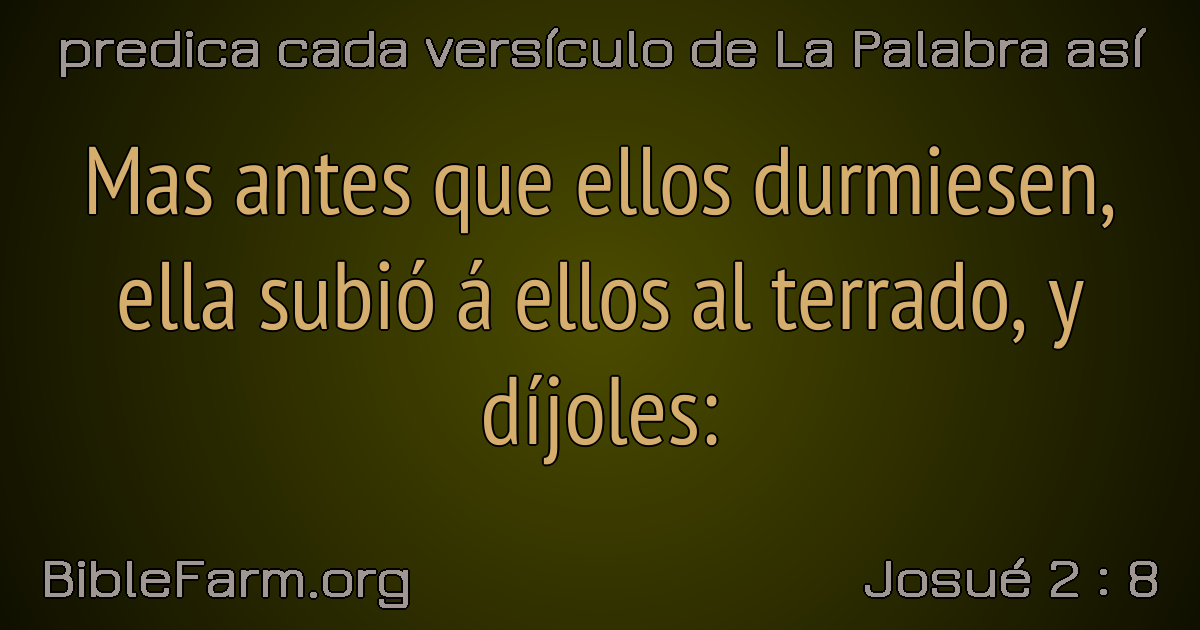 predica cada versículo de La Palabra así
Mas antes que ellos durmiesen,
ella subió á ellos al terrado, y
díjoles:
BibleFarm.org
Josué 2 : 8